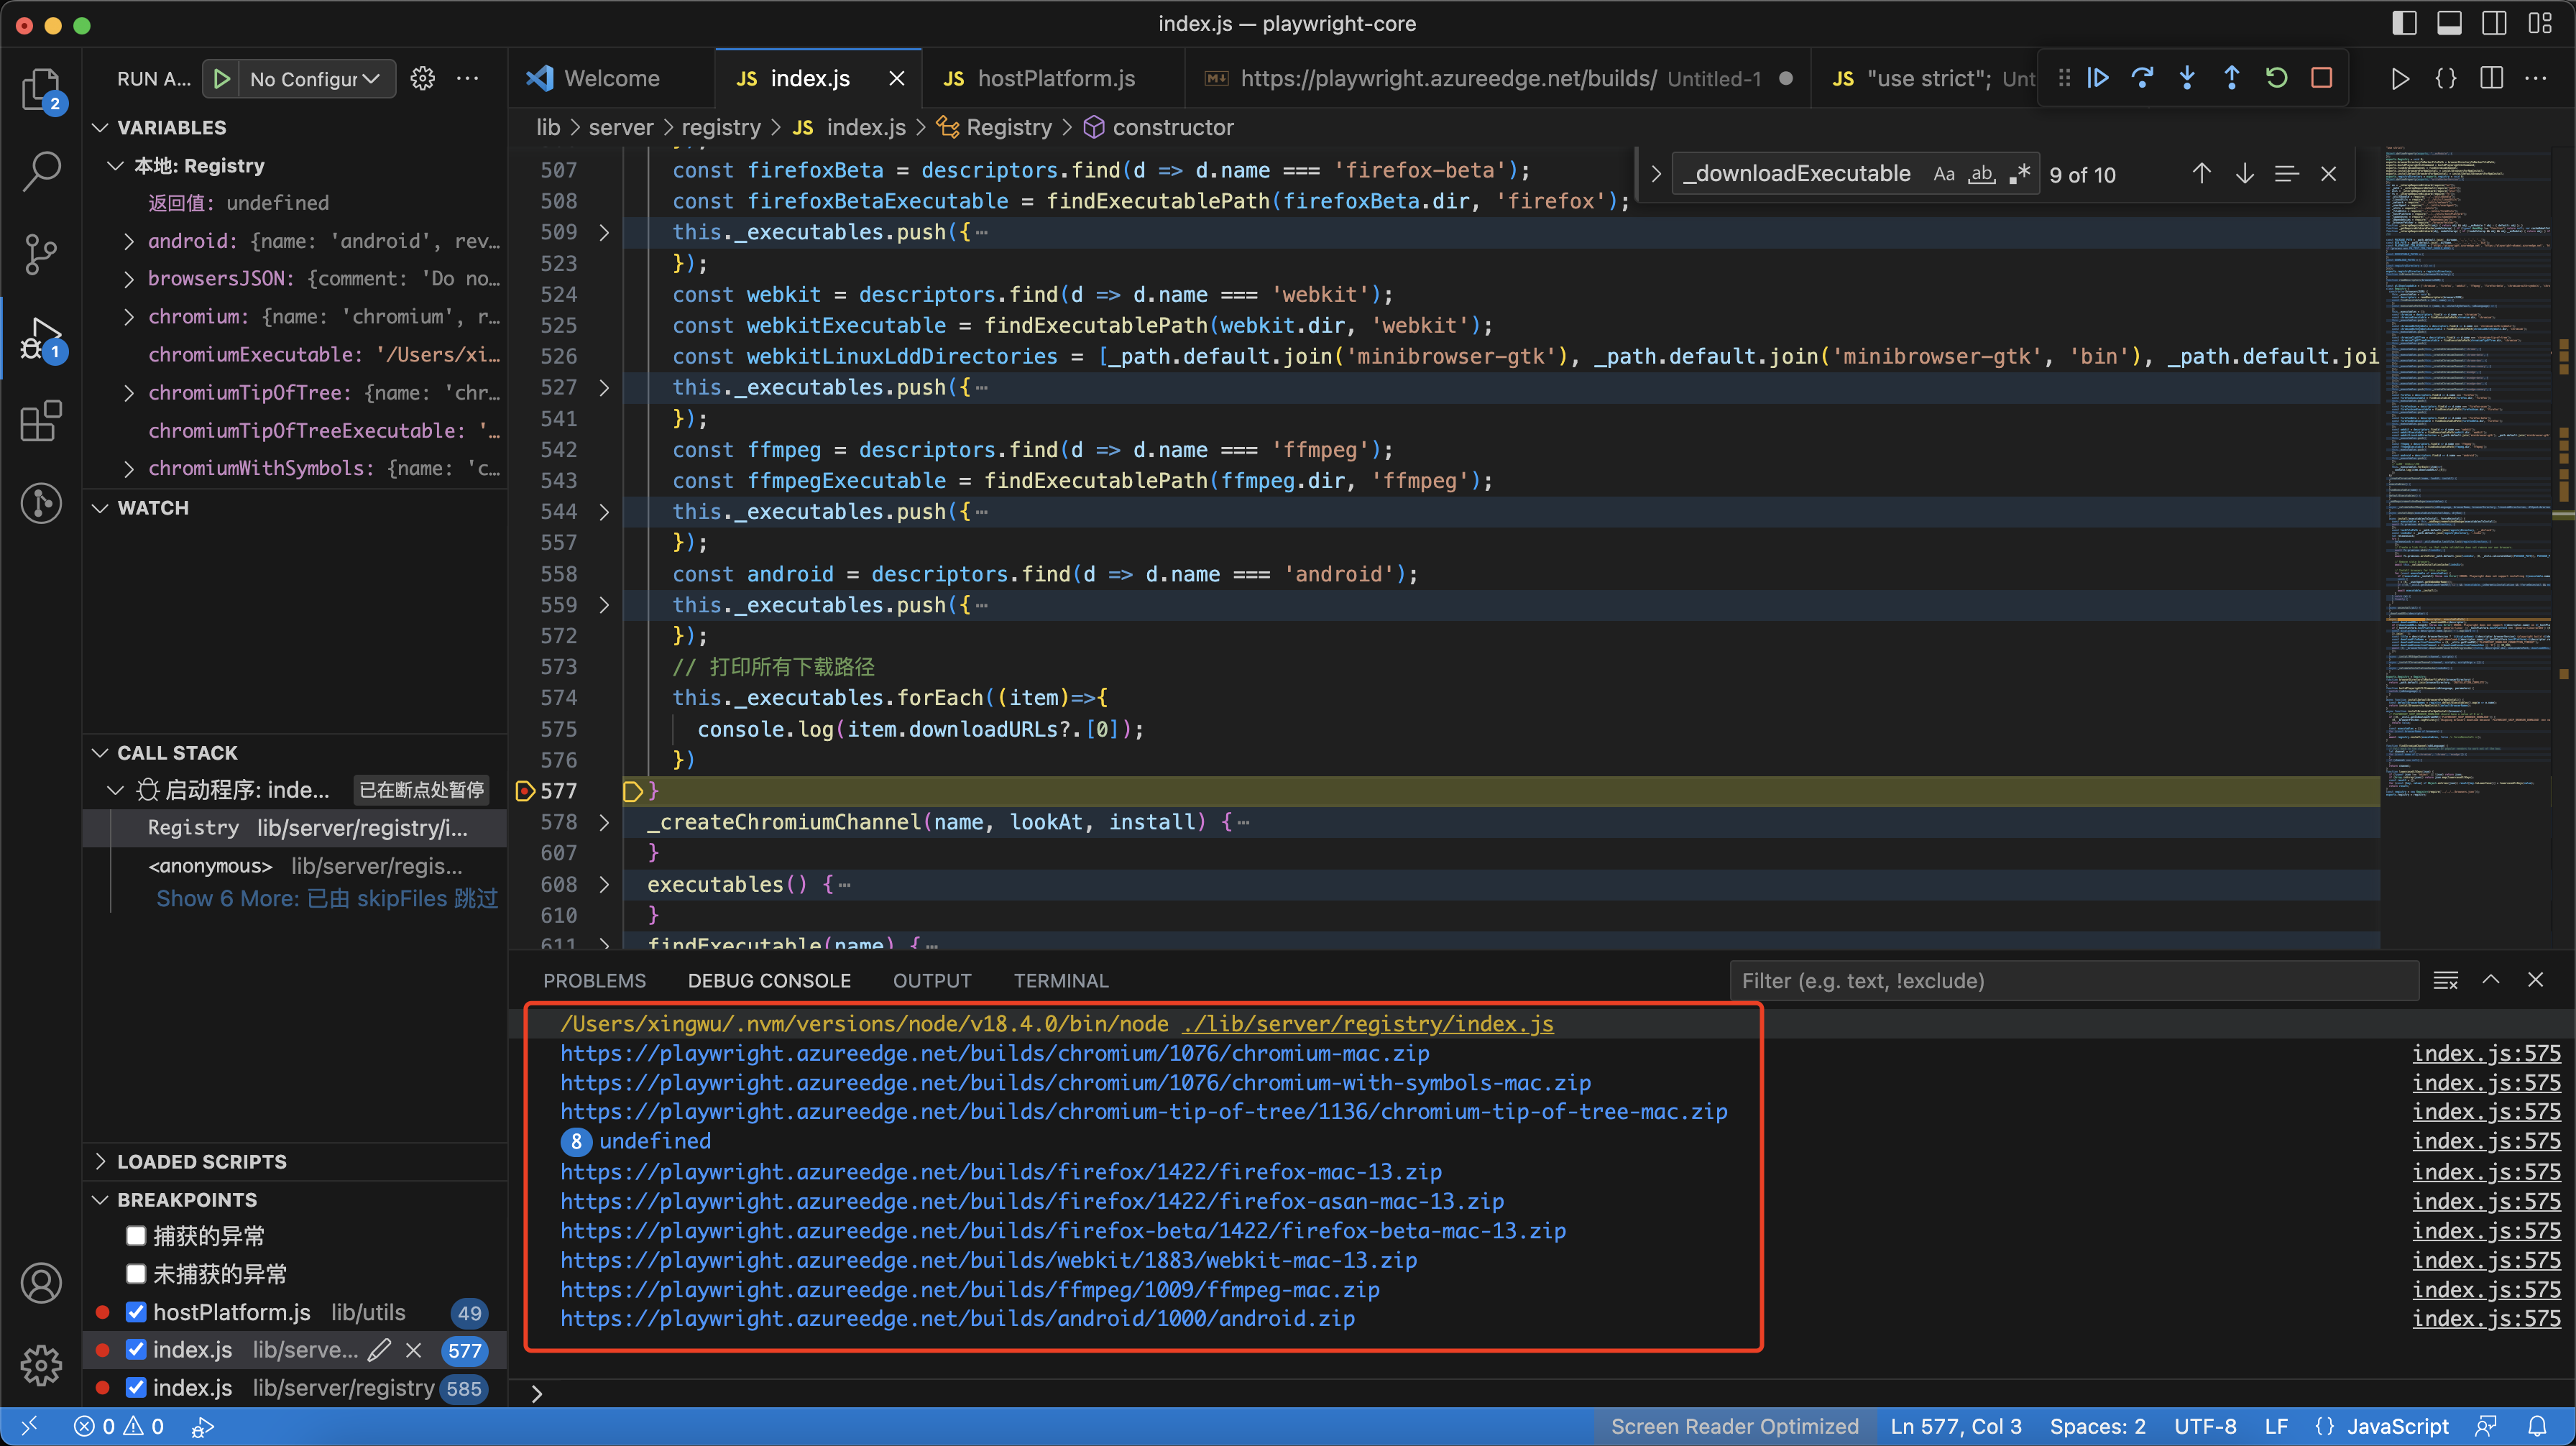 index.js — playwright-core
RUN A...
No Configur
Welcome
JS index.js
JS hostPlatform.js
https://playwright.azureedge.net/builds/ Untitled-1
JS "use strict"; Unt
lib > server > registry > JS index.js > Registry > constructor
_downloadExecutable
Aa
ab
.*
9 of 10
2
1
VARIABLES
本地: Registry
返回值: undefined
android: {name: 'android', rev...
browsersJSON: {comment: 'Do no...
chromium: {name: 'chromium', r...
chromiumExecutable: '/Users/xi...
chromiumTipOfTree: {name: 'chr...
chromiumTipOfTreeExecutable: '...
chromiumWithSymbols: {name: 'c...
WATCH
CALL STACK
启动程序: inde... 已在断点处暂停
Registry lib/server/registry/i...
<anonymous> lib/server/regis...
Show 6 More: 已由 skipFiles 跳过
LOADED SCRIPTS
BREAKPOINTS
捕获的异常
未捕获的异常
hostPlatform.js lib/utils 49
index.js lib/serve... 577
index.js lib/server/registry 585
507 const firefoxBeta = descriptors.find(d => d.name === 'firefox-beta');
508 const firefoxBetaExecutable = findExecutablePath(firefoxBeta.dir, 'firefox');
509 this._executables.push({ ⋯
523 });
524 const webkit = descriptors.find(d => d.name === 'webkit');
525 const webkitExecutable = findExecutablePath(webkit.dir, 'webkit');
526 const webkitLinuxLddDirectories = [_path.default.join('minibrowser-gtk'), _path.default.join('minibrowser-gtk', 'bin'), _path.default.joi
527 this._executables.push({ ⋯
541 });
542 const ffmpeg = descriptors.find(d => d.name === 'ffmpeg');
543 const ffmpegExecutable = findExecutablePath(ffmpeg.dir, 'ffmpeg');
544 this._executables.push({ ⋯
557 });
558 const android = descriptors.find(d => d.name === 'android');
559 this._executables.push({ ⋯
572 });
573 // 打印所有下载路径
574 this._executables.forEach((item)=>{
575 console.log(item.downloadURLs?.[0]);
576 })
577 }
578 _createChromiumChannel(name, lookAt, install) { ⋯
607 }
608 executables() { ⋯
610 }
611 findExecutable(name) { ⋯
PROBLEMS DEBUG CONSOLE OUTPUT TERMINAL
Filter (e.g. text, !exclude)
/Users/xingwu/.nvm/versions/node/v18.4.0/bin/node ./lib/server/registry/index.js
https://playwright.azureedge.net/builds/chromium/1076/chromium-mac.zip index.js:575
https://playwright.azureedge.net/builds/chromium/1076/chromium-with-symbols-mac.zip index.js:575
https://playwright.azureedge.net/builds/chromium-tip-of-tree/1136/chromium-tip-of-tree-mac.zip index.js:575
8 undefined index.js:575
https://playwright.azureedge.net/builds/firefox/1422/firefox-mac-13.zip index.js:575
https://playwright.azureedge.net/builds/firefox/1422/firefox-asan-mac-13.zip index.js:575
https://playwright.azureedge.net/builds/firefox-beta/1422/firefox-beta-mac-13.zip index.js:575
https://playwright.azureedge.net/builds/webkit/1883/webkit-mac-13.zip index.js:575
https://playwright.azureedge.net/builds/ffmpeg/1009/ffmpeg-mac.zip index.js:575
https://playwright.azureedge.net/builds/android/1000/android.zip index.js:575
0 0
Screen Reader Optimized Ln 577, Col 3 Spaces: 2 UTF-8 LF {} JavaScript